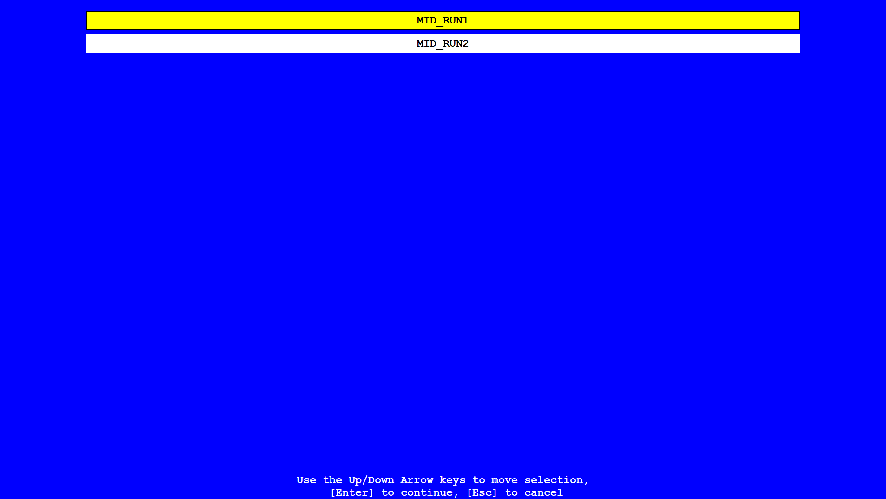 MID_RUN1
MID_RUN2
Use the Up/Down Arrow keys to move selection,
[Enter] to continue, [Esc] to cancel